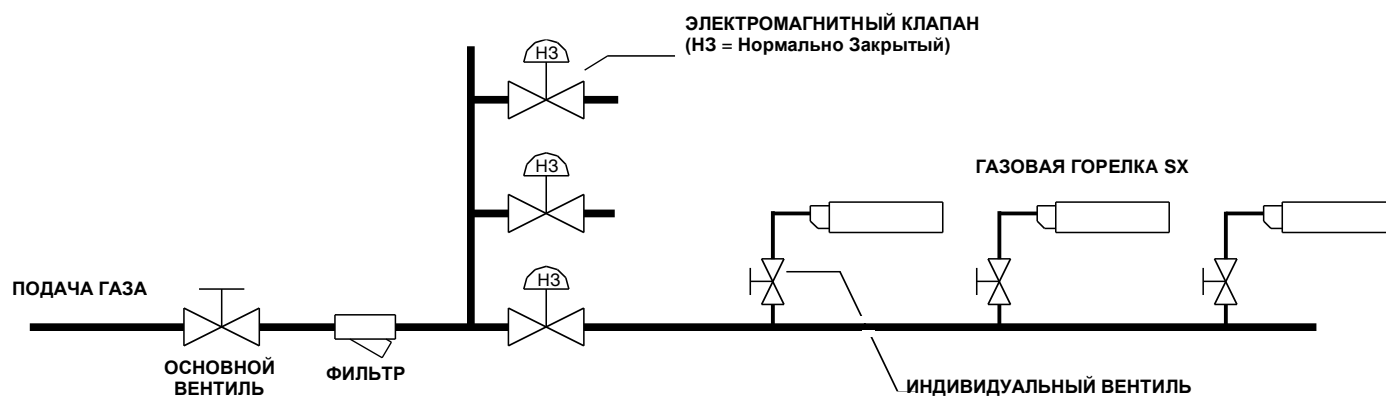 ЭЛЕКТРОМАГНИТНЫЙ КЛАПАН
(НЗ = Нормально Закрытый)
НЗ
НЗ
ГАЗОВАЯ ГОРЕЛКА SX
НЗ
ПОДАЧА ГАЗА
ОСНОВНОЙ
ВЕНТИЛЬ
ФИЛЬТР
ИНДИВИДУАЛЬНЫЙ ВЕНТИЛЬ